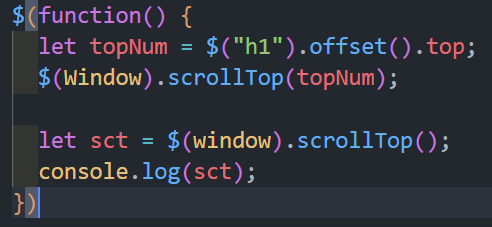 $(function() {
let topNum = $("h1").offset().top;
$(Window).scrollTop(topNum);
let sct = $(window).scrollTop();
console.log(sct);
})